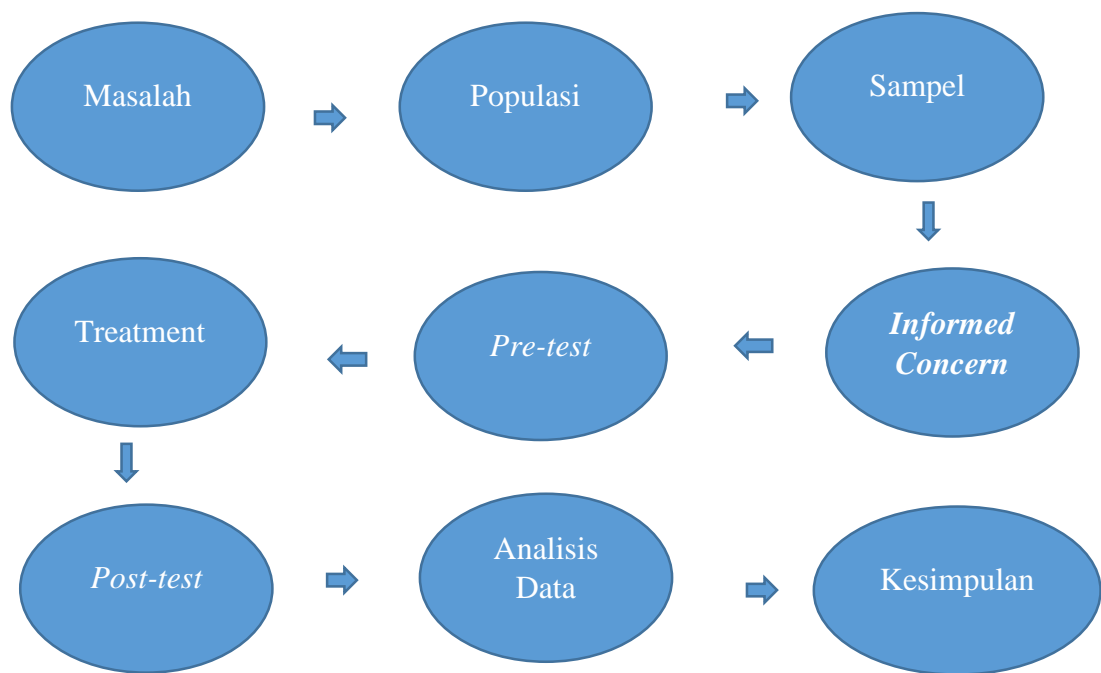 Masalah
Populasi
Sampel
Informed
Concern
Pre-test
Treatment
Post-test
Analisis
Data
Kesimpulan